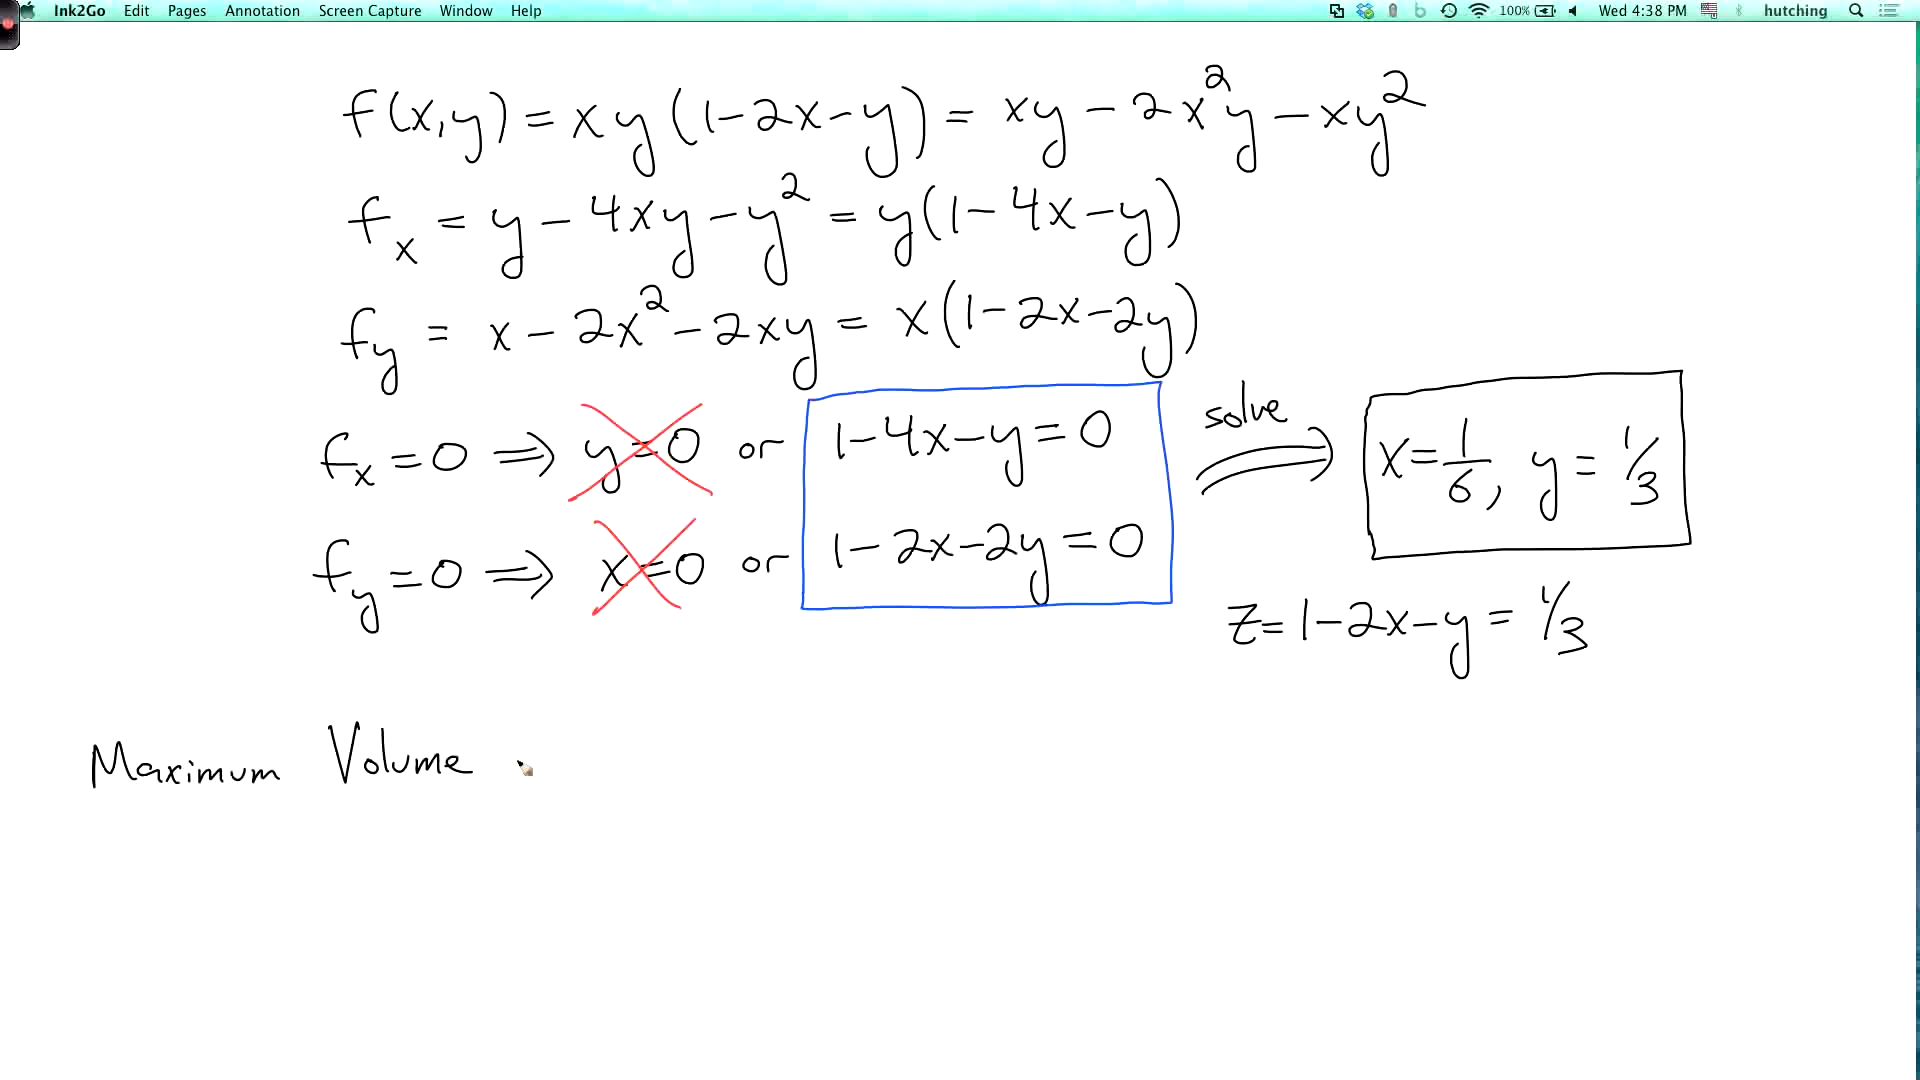 Ink2Go Edit Pages Annotation Screen Capture Window Help 100% Wed 4:38 PM hutching
f(x,y) = xy(1-2x-y) = xy - 2x²y - xy²
fₓ = y - 4xy - y² = y(1-4x-y)
f_y = x - 2x² - 2xy = x(1-2x-2y)
fₓ = 0 ⟹ y=0 or 1-4x-y=0 solve ⟹ x=1/6, y=1/3
f_y = 0 ⟹ x=0 or 1-2x-2y=0
z = 1-2x-y = 1/3
Maximum Volume